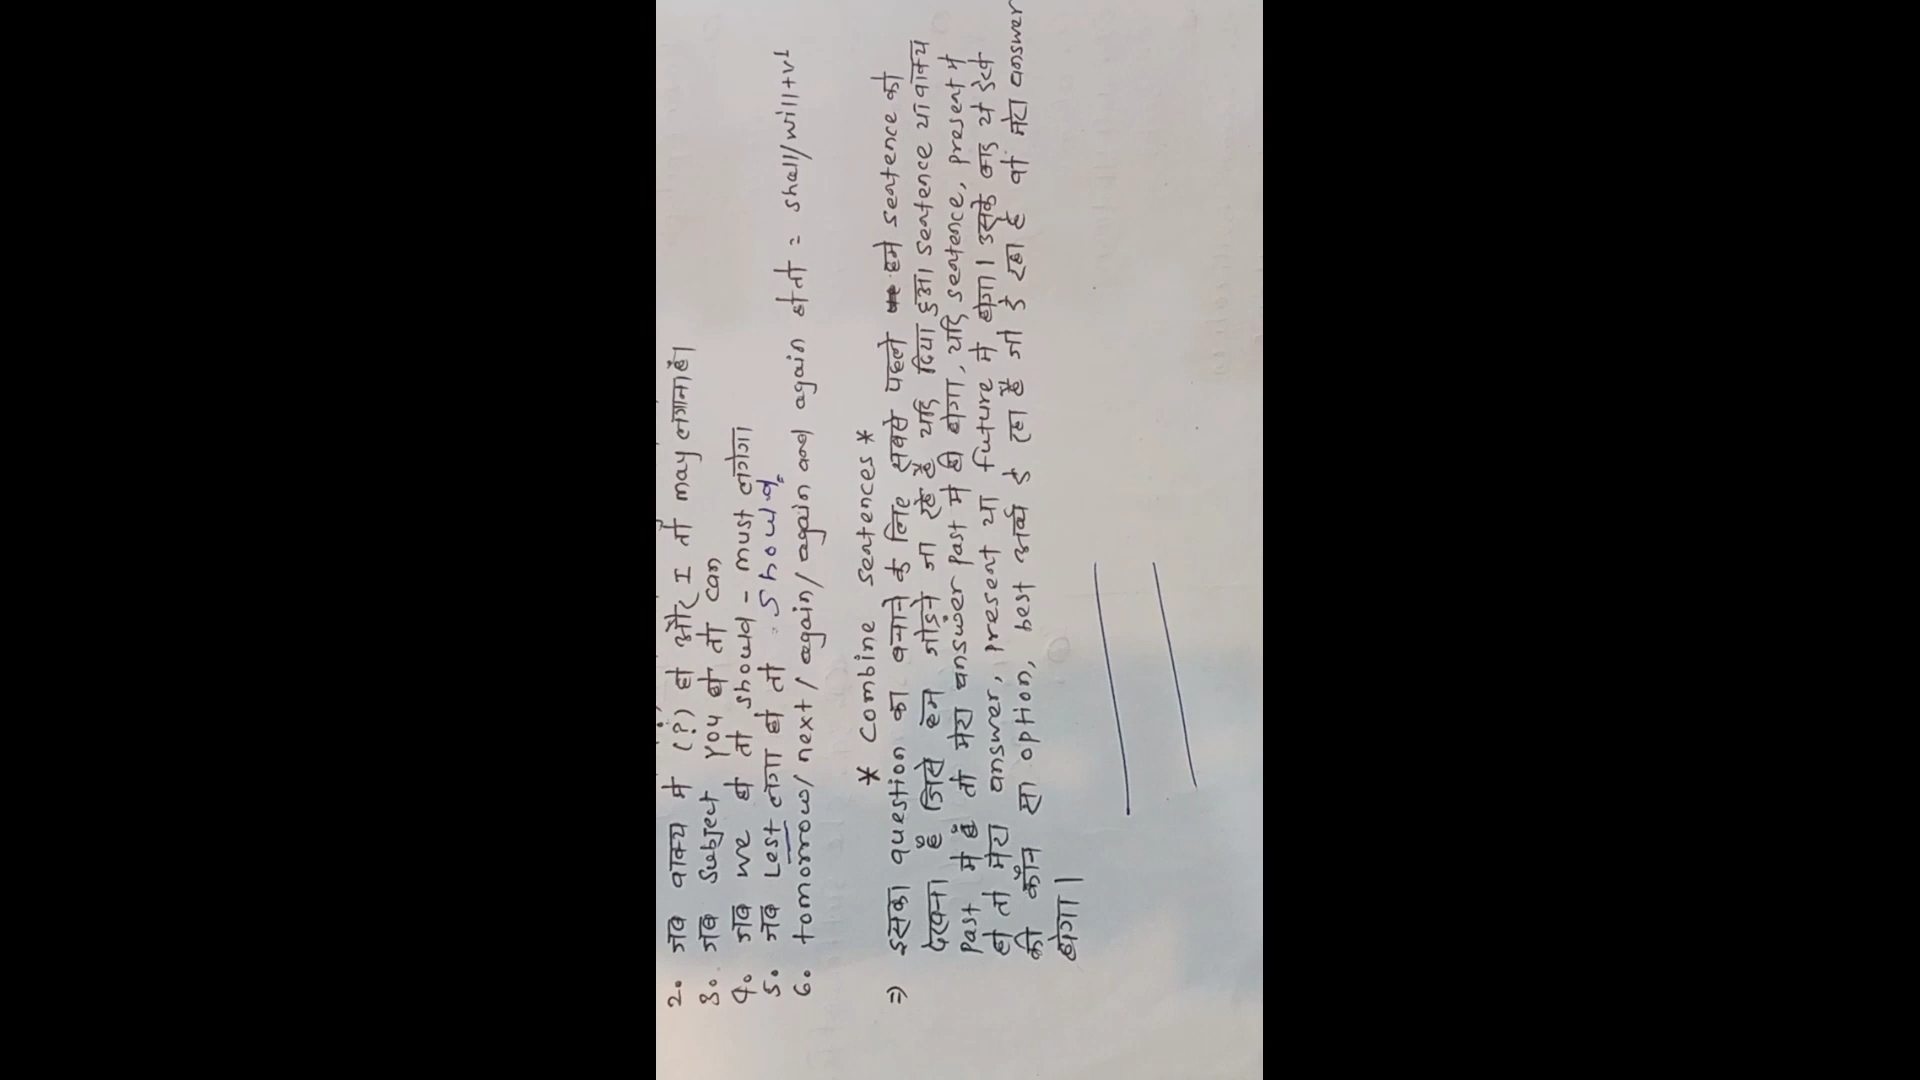 2. जब वाक्य मे (?) हो और I तो may लगाना है।
3. जब subject you हो तो can
4. जब we हो तो should - must लगेगा
5. जब Lest लगा हो तो = should
6. tomorrow/next/again/again and again हो तो = shall/will+v1
* Combine sentences *
⇒ इसका question को बनाने के लिए सबसे पहले हमे sentence को
देखना है जिसे हम जोड़ने जा रहे हैं यदि दिया हुआ sentence या वाक्य
past मे है तो मेरा answer past मे ही होगा, यदि sentence, present मे
हो तो मेरा answer, present या future मे होगा। उसके बाद ये देखे
की कौन सा option, best अर्थ दे रहा है जो दे रहा है वो मेरा answer
होगा।